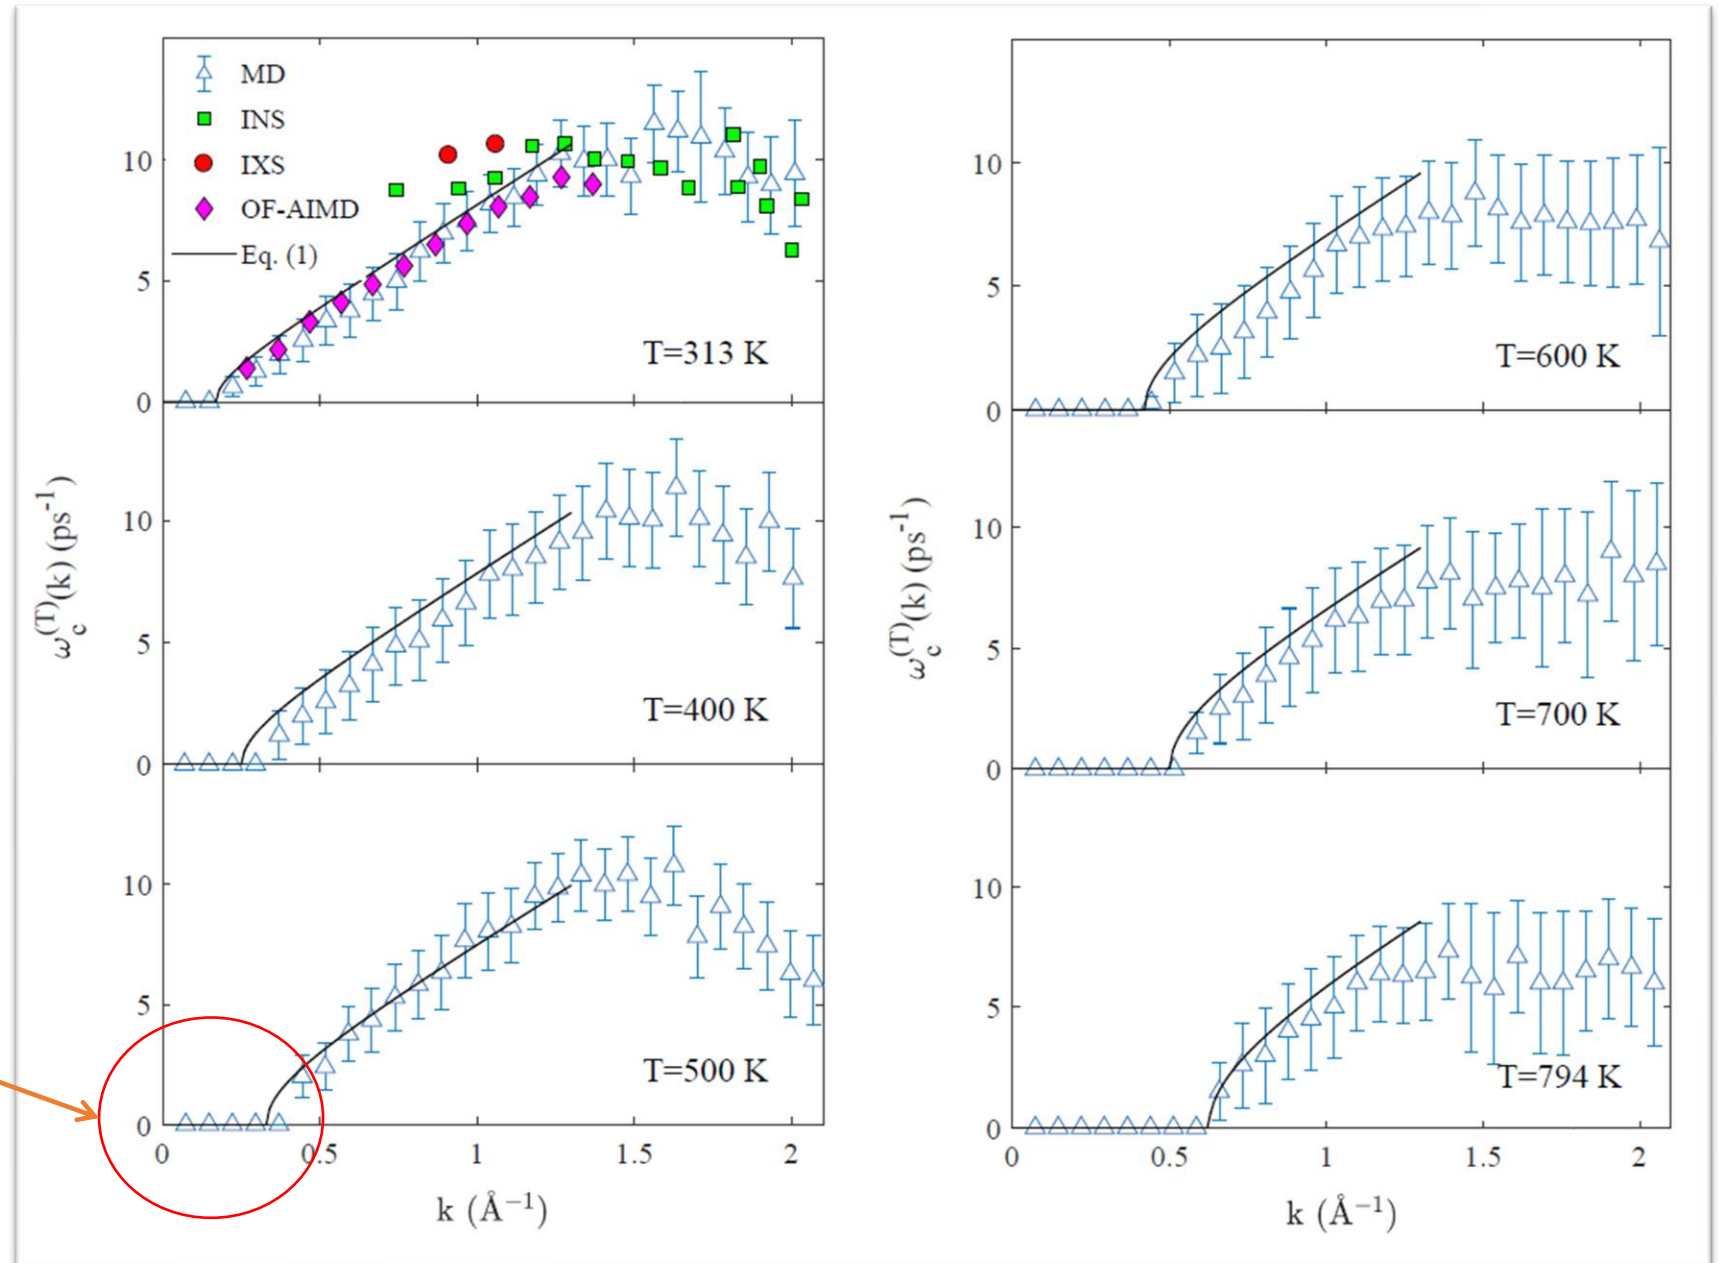 MD
INS
IXS
OF-AIMD
Eq. (1)
10
5
0
T=313 K
10
5
0
T=400 K
ω_c^(T)(k) (ps^-1)
10
5
0
T=500 K
0 0.5 1 1.5 2
k (Å^−1)
10
5
0
T=600 K
10
5
0
T=700 K
ω_c^(T)(k) (ps^-1)
10
5
0
T=794 K
0 0.5 1 1.5 2
k (Å^−1)